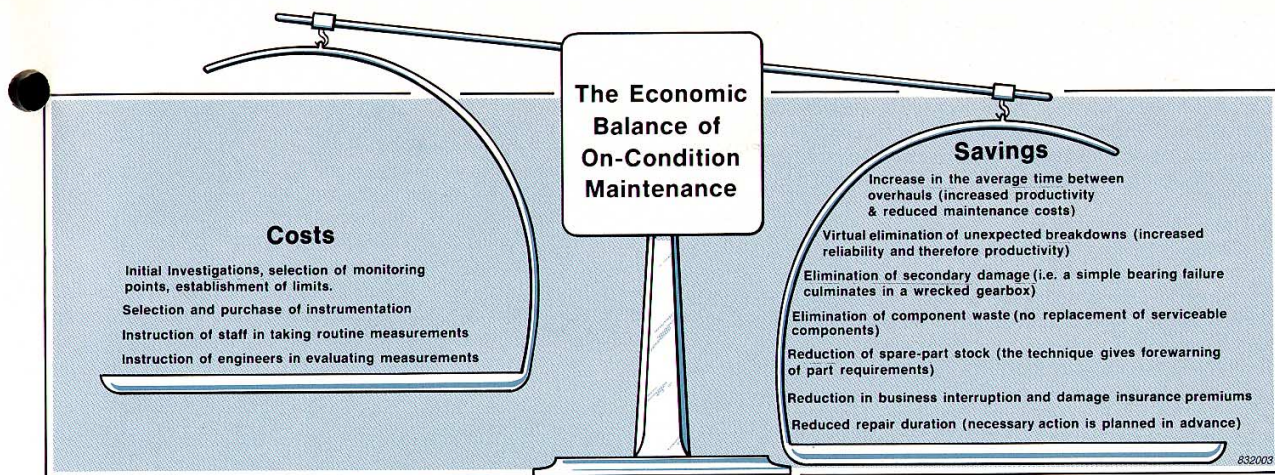 The Economic
Balance of
On-Condition
Maintenance
Costs
Initial Investigations, selection of monitoring
points, establishment of limits.
Selection and purchase of instrumentation
Instruction of staff in taking routine measurements
Instruction of engineers in evaluating measurements
Savings
Increase in the average time between
overhauls (increased productivity
& reduced maintenance costs)
Virtual elimination of unexpected breakdowns (increased
reliability and therefore productivity)
Elimination of secondary damage (i.e. a simple bearing failure
culminates in a wrecked gearbox)
Elimination of component waste (no replacement of serviceable
components)
Reduction of spare-part stock (the technique gives forewarning
of part requirements)
Reduction in business interruption and damage insurance premiums
Reduced repair duration (necessary action is planned in advance)
832003